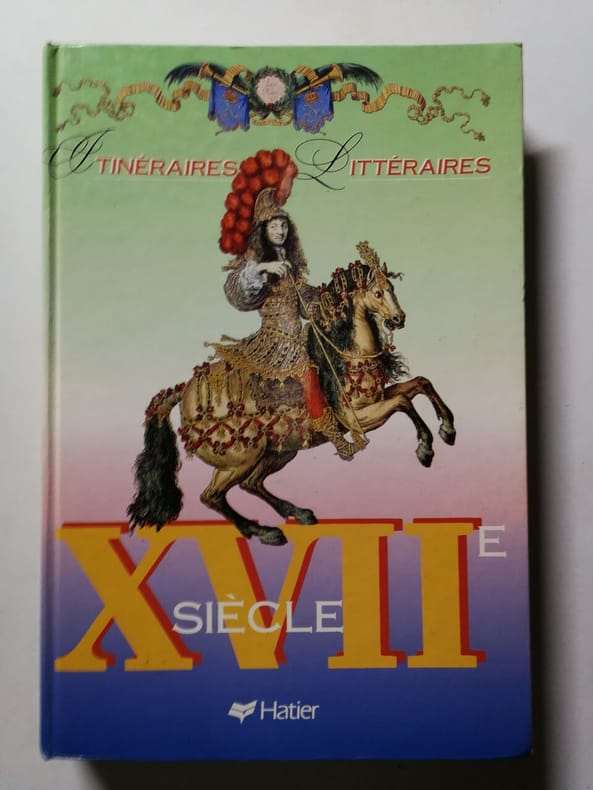 ITINÉRAIRES LITTÉRAIRES
XVIIE
SIÈCLE
Hatier